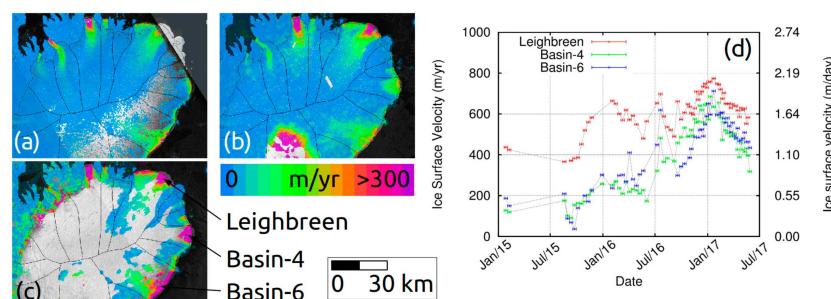 (a)
(b)
0 m/yr >300
Leighbreen
Basin-4
Basin-6
(c)
0 30 km
(d)
Leighbreen
Basin-4
Basin-6
Ice Surface Velocity (m/yr)
1000
800
600
400
200
0
Ice surface velocity (m/day)
2.74
2.19
1.64
1.10
0.55
0.00
Jan/15
Jul/15
Jan/16
Jul/16
Jan/17
Jul/17
Date